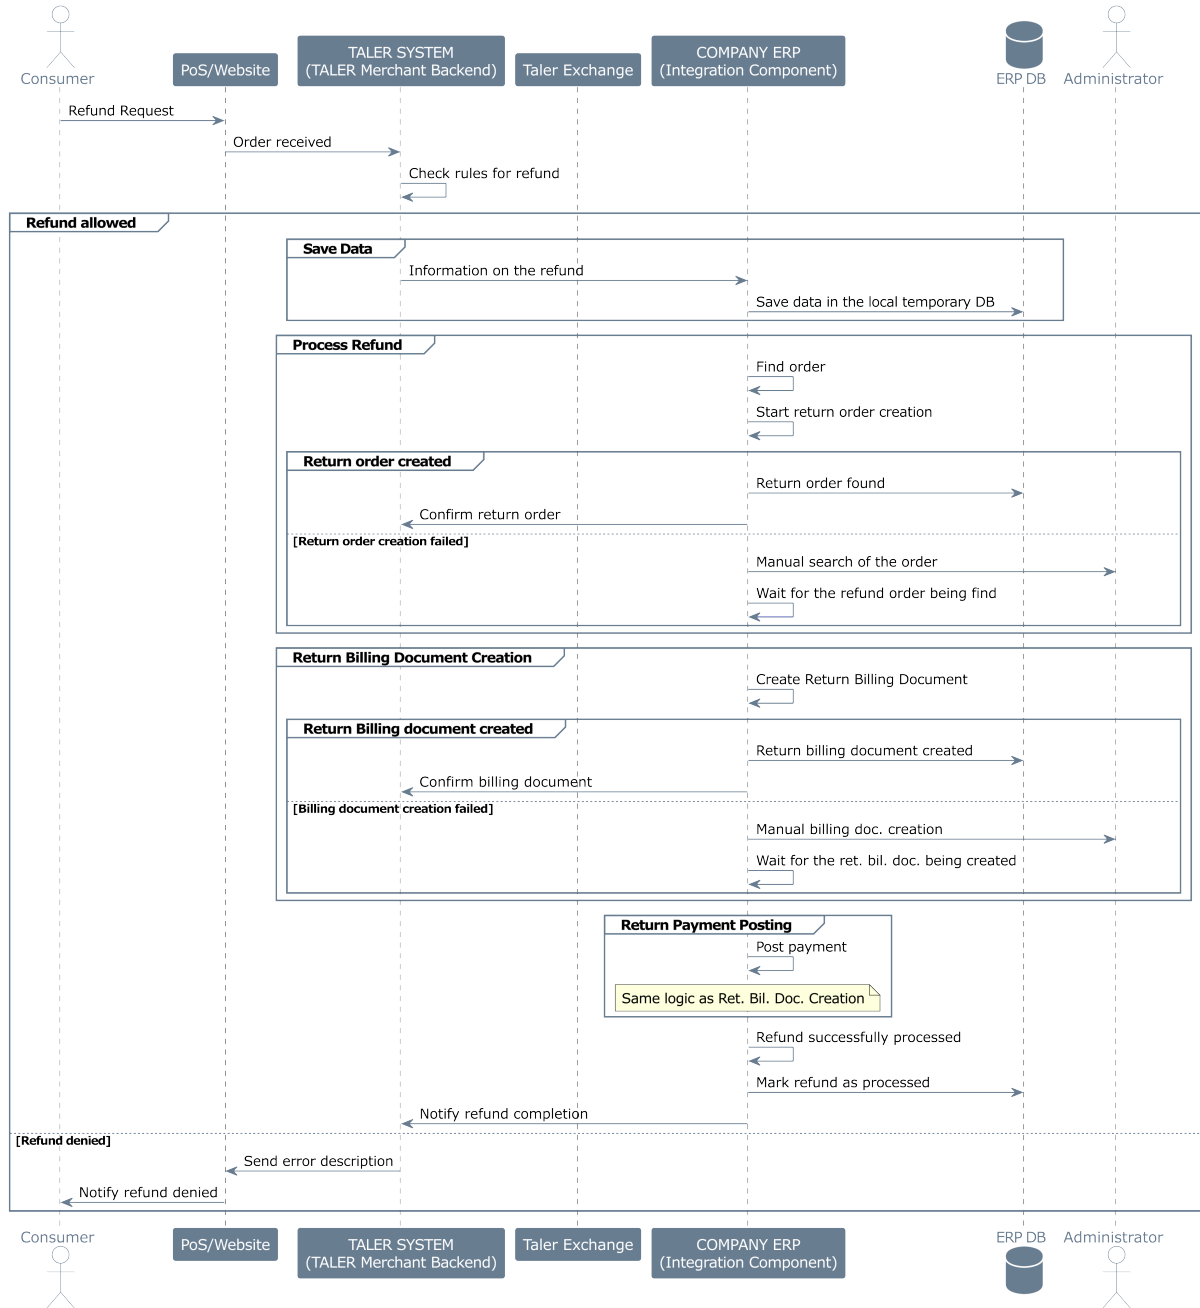 Consumer
PoS/Website
TALER SYSTEM
(TALER Merchant Backend)
Taler Exchange
COMPANY ERP
(Integration Component)
ERP DB
Administrator
Refund Request
Order received
Check rules for refund
Refund allowed
Save Data
Information on the refund
Save data in the local temporary DB
Process Refund
Find order
Start return order creation
Return order created
Return order found
Confirm return order
[Return order creation failed]
Manual search of the order
Wait for the refund order being find
Return Billing Document Creation
Create Return Billing Document
Return Billing document created
Return billing document created
Confirm billing document
[Billing document creation failed]
Manual billing doc. creation
Wait for the ret. bil. doc. being created
Return Payment Posting
Post payment
Same logic as Ret. Bil. Doc. Creation
Refund successfully processed
Mark refund as processed
Notify refund completion
[Refund denied]
Send error description
Notify refund denied
Consumer
PoS/Website
TALER SYSTEM
(TALER Merchant Backend)
Taler Exchange
COMPANY ERP
(Integration Component)
ERP DB
Administrator